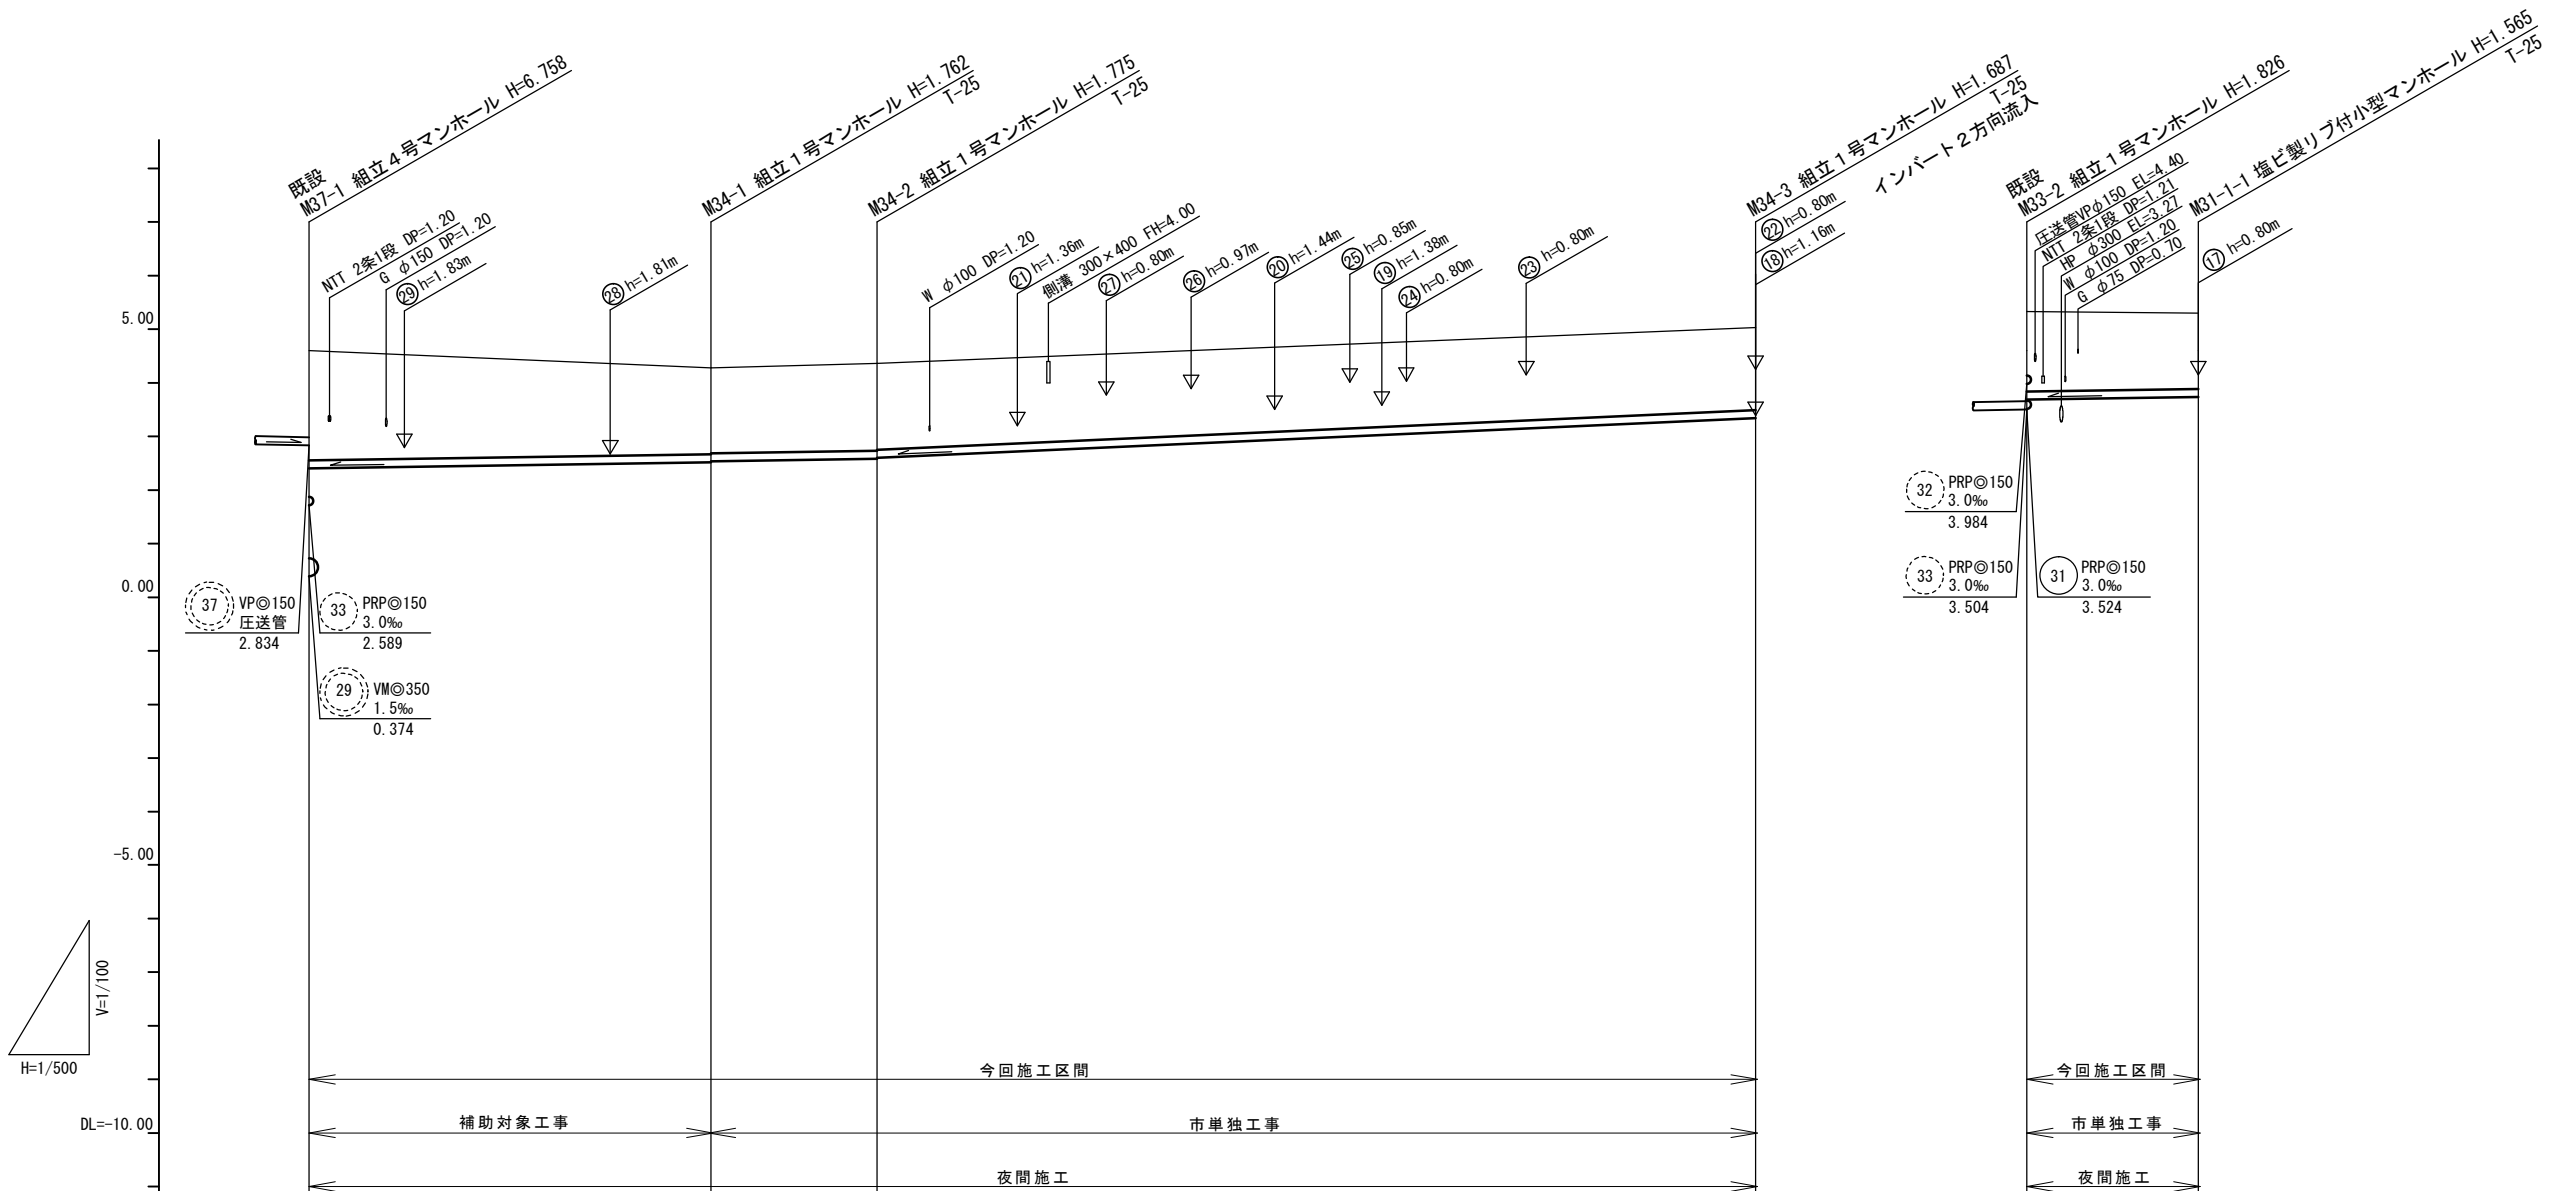 既設
M37-1 組立4号マンホール H=6.758
NTT 2条1段 DP=1.20
G φ150 DP=1.20
29 h=1.83m
28 h=1.81m
M34-1 組立1号マンホール H=1.762
T-25
M34-2 組立1号マンホール H=1.775
T-25
W φ100 DP=1.20
21 h=1.36m
側溝 300×400 FH=4.00
27 h=0.80m
26 h=0.97m
20 h=1.44m
25 h=0.85m
19 h=1.38m
24 h=0.80m
23 h=0.80m
M34-3 組立1号マンホール H=1.687
T-25
インバート2方向流入
22 h=0.80m
18 h=1.16m
既設
M33-2 組立1号マンホール H=1.826
圧送管VPφ150 EL=4.40
NTT 2条1段 DP=1.21
HP φ300 EL=3.27
W φ100 DP=1.20
G φ75 DP=0.70
M31-1-1 塩ビ製リブ付小型マンホール H=1.565
T-25
17 h=0.80m
5.00
0.00
-5.00
DL=-10.00
37 VP◎150
圧送管
2.834
33 PRP◎150
3.0‰
2.589
29 VM◎350
1.5‰
0.374
32 PRP◎150
3.0‰
3.984
33 PRP◎150
3.0‰
3.504
31 PRP◎150
3.0‰
3.524
V=1/100
H=1/500
今回施工区間
今回施工区間
補助対象工事
市単独工事
市単独工事
夜間施工
夜間施工